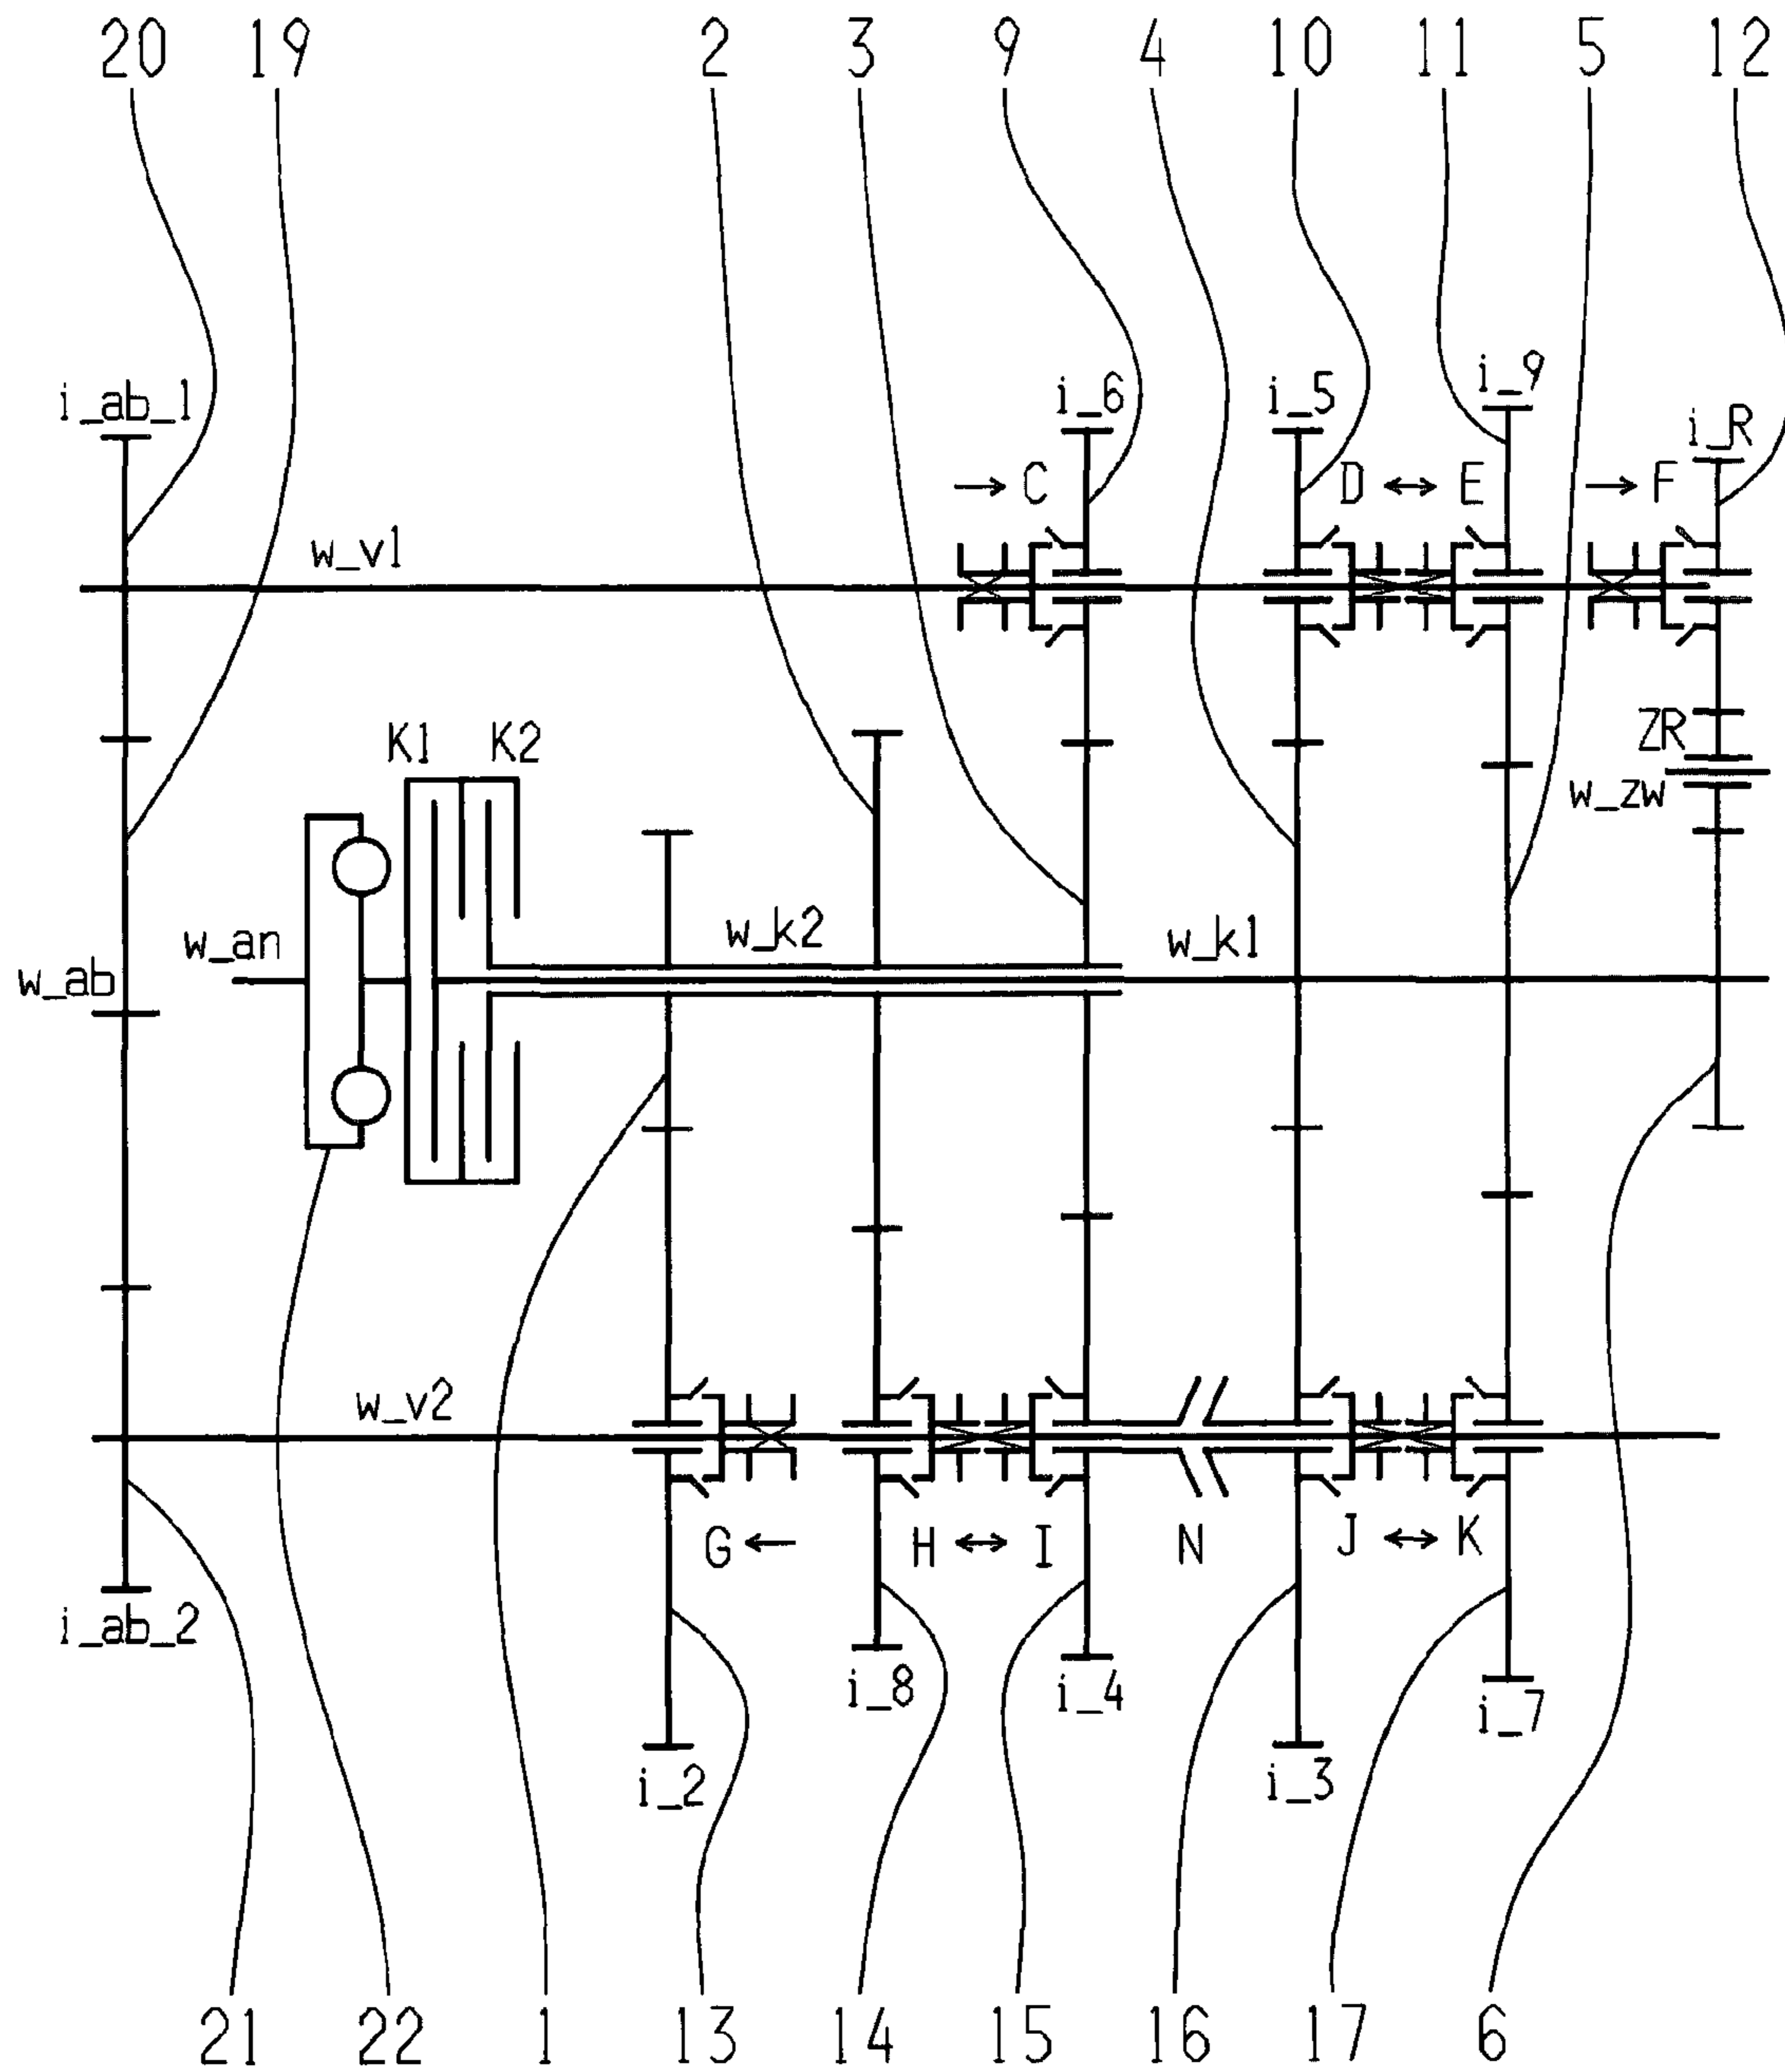 20 19 2 3 9 4 10 11 5 12
i_9
i_ab_1 i_6 i_5 i_R
→ C D ↔ E → F
w_v1
K1 K2 ZR
w_zw
w_an w_k2 w_k1
w_ab
w_v2
G ← H ↔ I N J ↔ K
i_ab_2
i_8 i_4 i_7
i_2 i_3
21 22 1 13 14 15 16 17 6